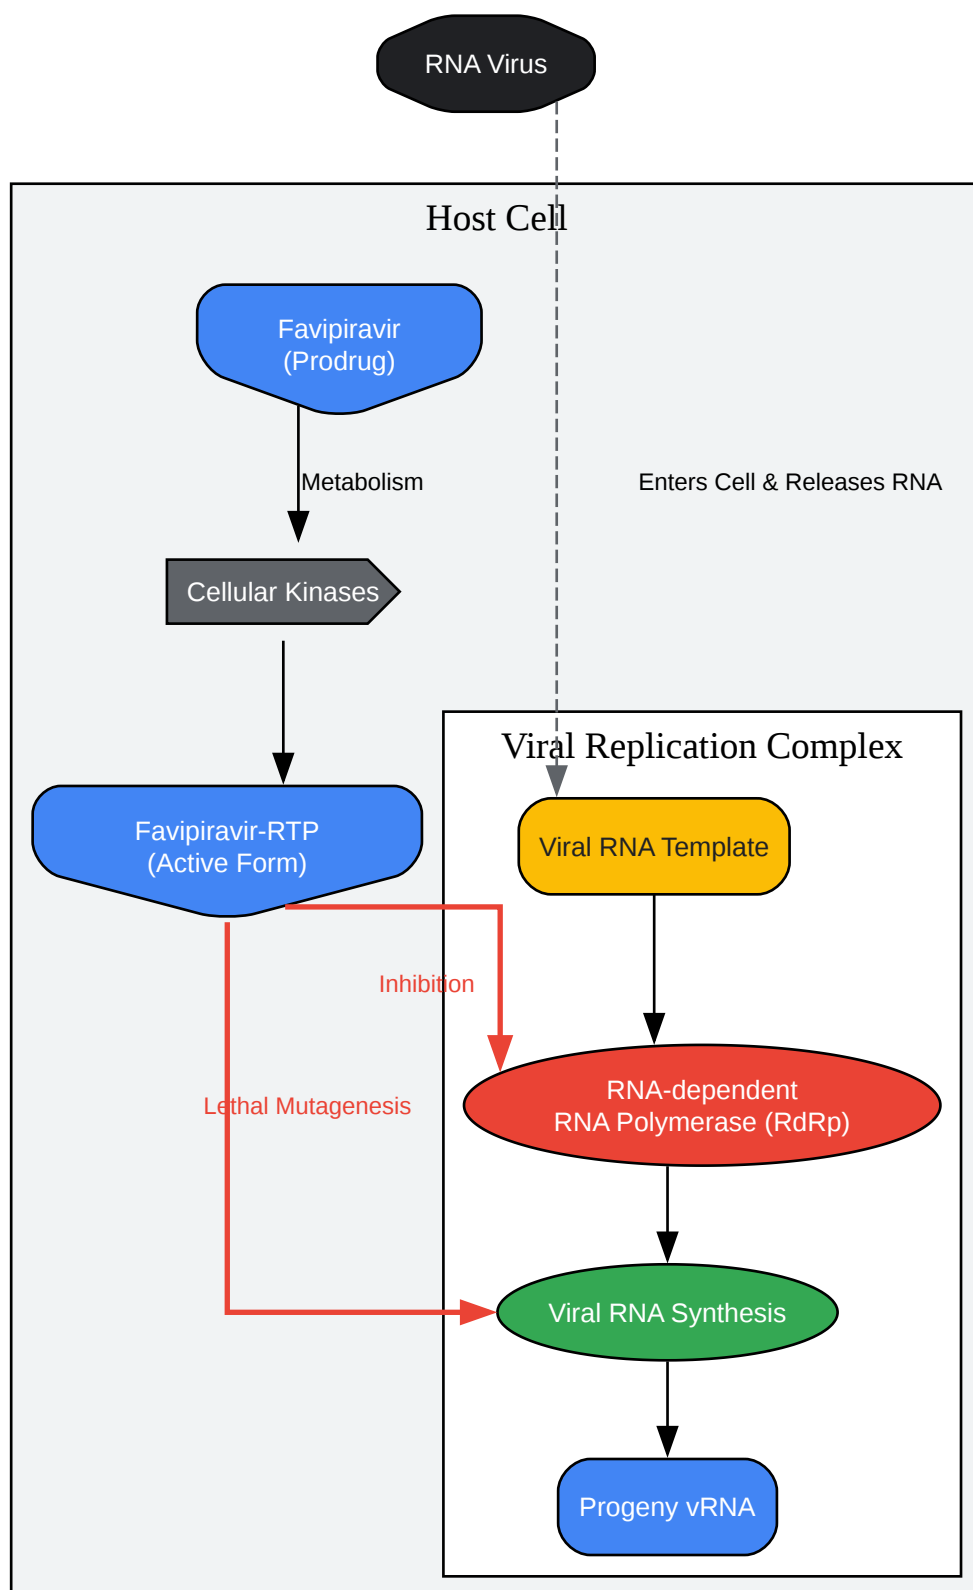 RNA Virus
Host Cell
Favipiravir
(Prodrug)
Metabolism
Enters Cell & Releases RNA
Cellular Kinases
Viral Replication Complex
Favipiravir-RTP
(Active Form)
Viral RNA Template
Inhibition
RNA-dependent
RNA Polymerase (RdRp)
Lethal Mutagenesis
Viral RNA Synthesis
Progeny vRNA